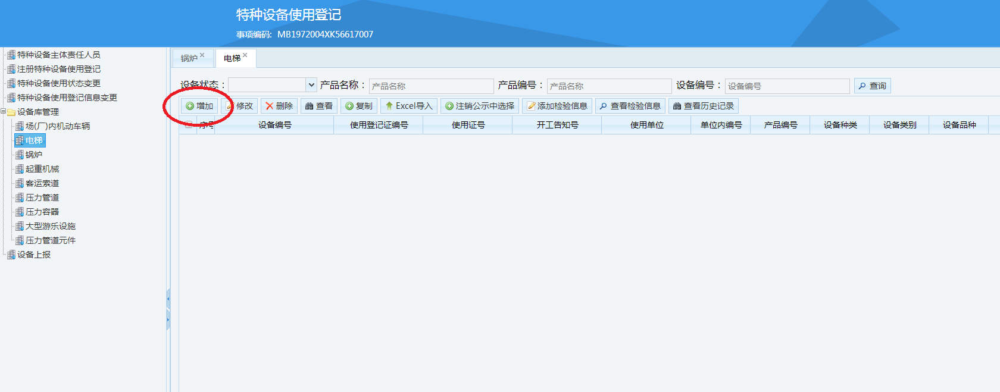 特种设备使用登记
事项编码: MB1972004XK56617007
特种设备主体责任人员
注册特种设备使用登记
特种设备使用状态变更
特种设备使用登记信息变更
设备库管理
场(厂)内机动车辆
电梯
锅炉
起重机械
客运索道
压力管道
压力容器
大型游乐设施
压力管道元件
设备上报
锅炉 电梯
设备状态： 产品名称： 产品名称 产品编号： 产品名称 设备编号： 设备编号 查询
增加 修改 删除 查看 复制 Excel导入 注销公示中选择 添加检验信息 查看检验信息 查看历史记录
序号 设备编号 使用登记证编号 使用证号 开工告知号 使用单位 单位内编号 产品编号 设备种类 设备类别 设备品种